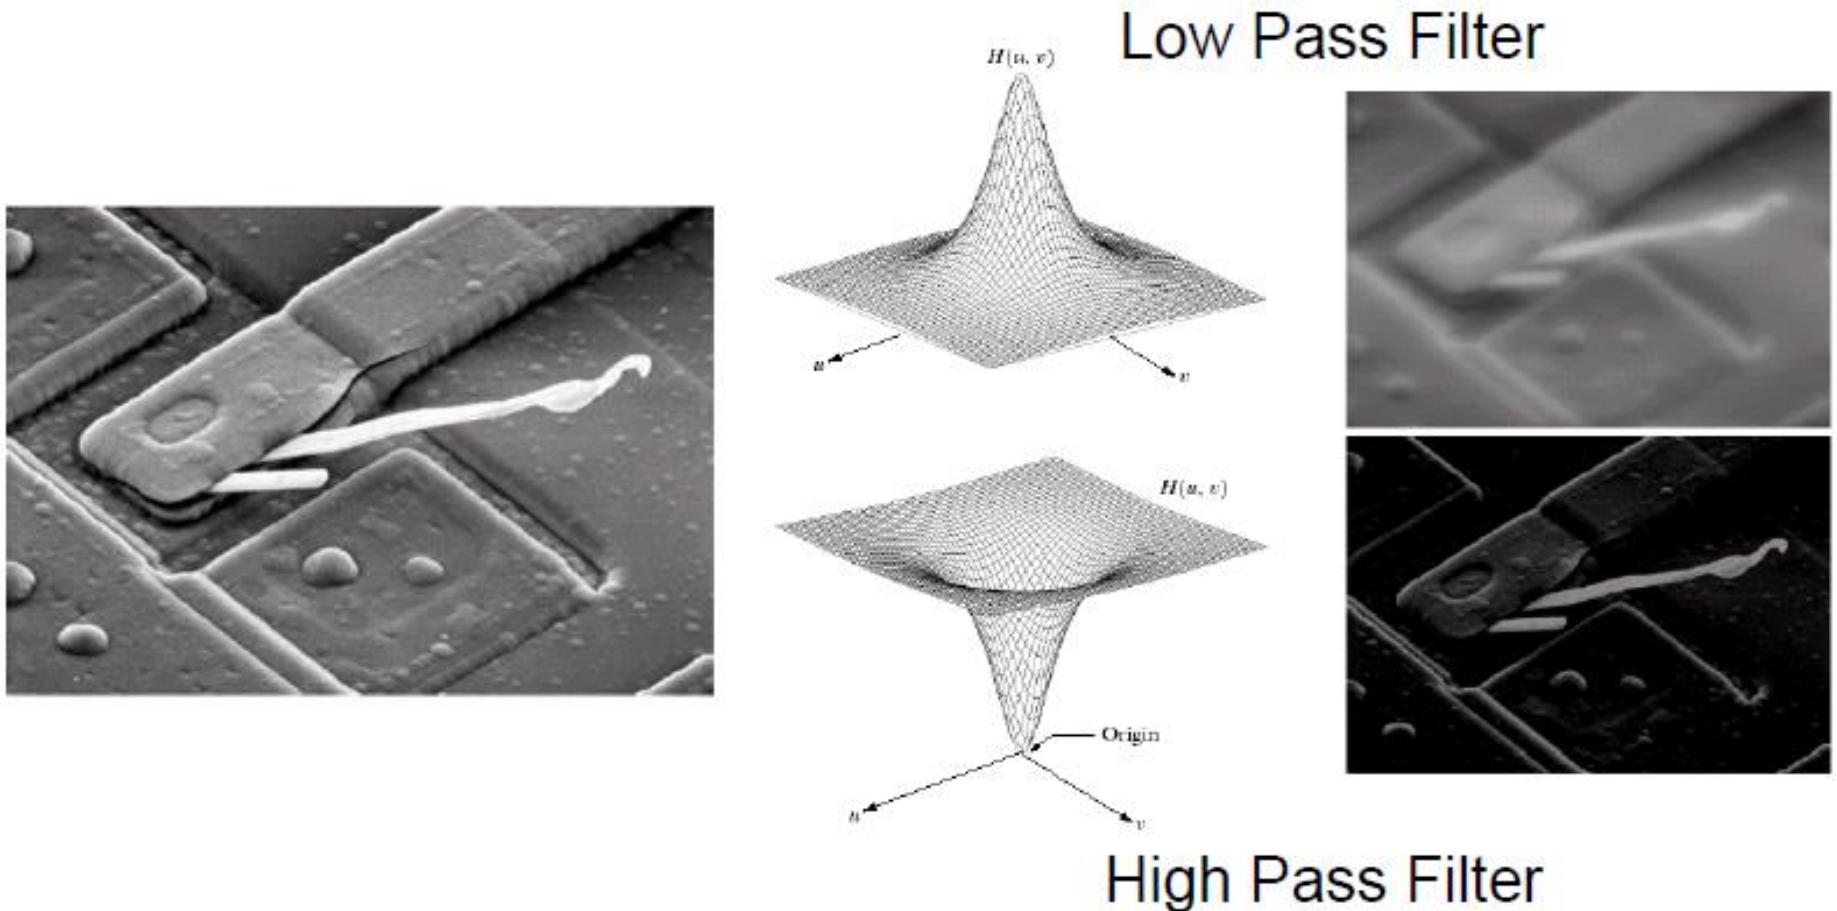 Low Pass Filter
H(u, v)
u
v
H(u, v)
Origin
u
v
High Pass Filter